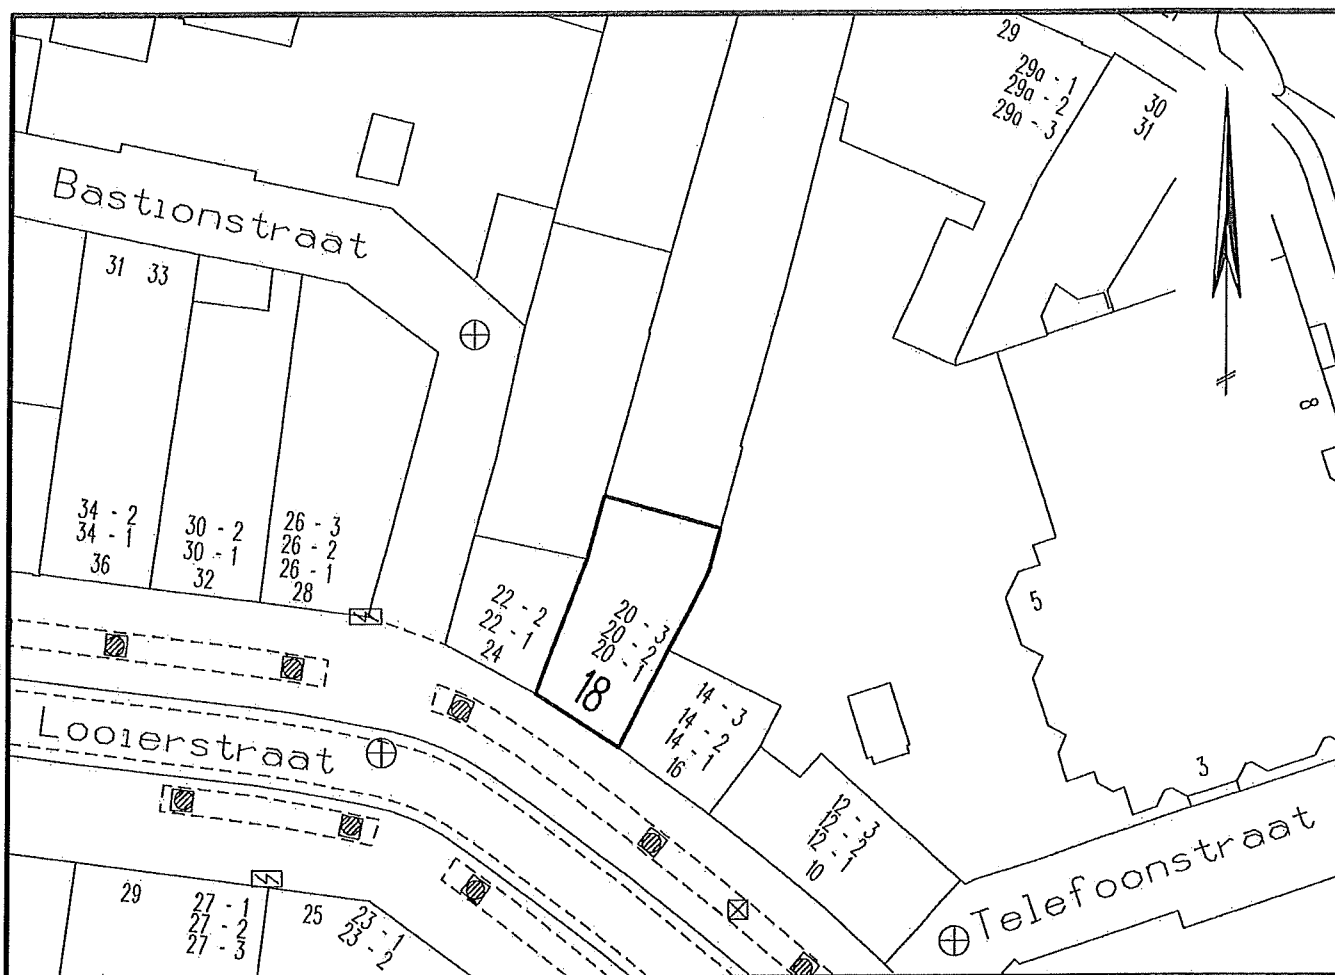 29
29a - 1
29a - 2
29a - 3
30
31
Bastionstraat
31 33
8
34 - 2
34 - 1
36
30 - 2
30 - 1
32
26 - 3
26 - 2
26 - 1
28
22 - 2
22 - 1
24
20 - 3
20 - 2
20 - 1
18
5
14 - 3
14 - 2
14 - 1
16
Looierstraat
3
12 - 3
12 - 2
12 - 1
10
Telefoonstraat
29
27 - 1
27 - 2
27 - 3
25
23 - 1
23 - 2